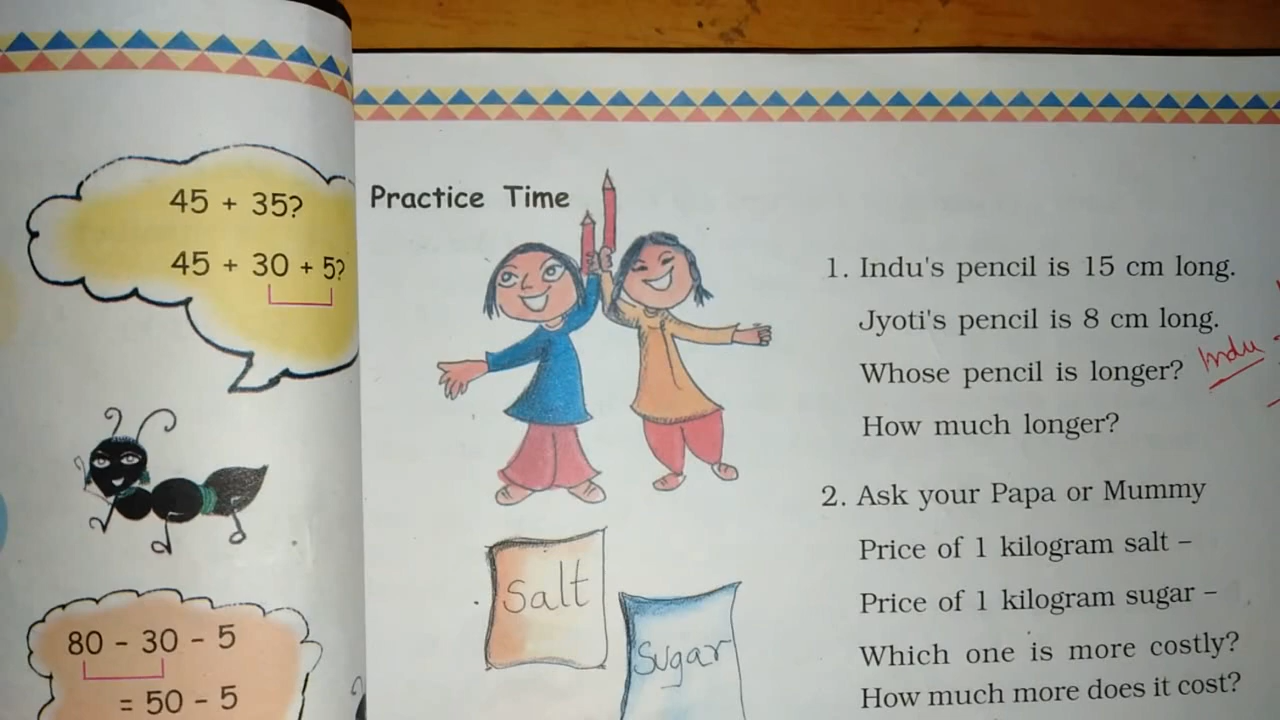 45 + 35?
45 + 30 + 5?
80 - 30 - 5
= 50 - 5
Practice Time
1. Indu's pencil is 15 cm long.
Jyoti's pencil is 8 cm long.
Whose pencil is longer? Indu
How much longer?
2. Ask your Papa or Mummy
Price of 1 kilogram salt –
Price of 1 kilogram sugar –
Which one is more costly?
How much more does it cost?
Salt
Sugar